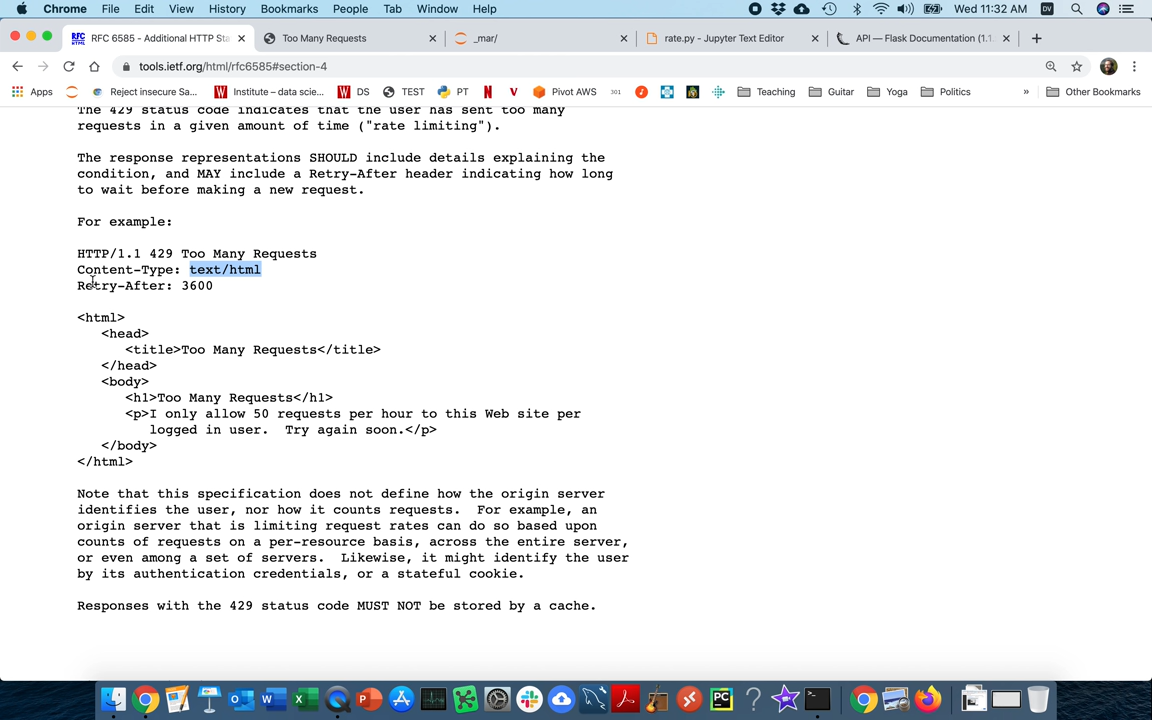 Chrome File Edit View History Bookmarks People Tab Window Help Wed 11:32 AM DV
RFC HTML RFC 6585 - Additional HTTP Sta Too Many Requests _mar/ rate.py - Jupyter Text Editor API — Flask Documentation (1.1.
tools.ietf.org/html/rfc6585#section-4
Apps Reject insecure Sa... W Institute – data scie... W DS TEST PT N V Pivot AWS 101 Teaching Guitar Yoga Politics » Other Bookmarks
The 429 status code indicates that the user has sent too many
requests in a given amount of time ("rate limiting").
The response representations SHOULD include details explaining the
condition, and MAY include a Retry-After header indicating how long
to wait before making a new request.
For example:
HTTP/1.1 429 Too Many Requests
Content-Type: text/html
Retry-After: 3600
<html>
<head>
<title>Too Many Requests</title>
</head>
<body>
<h1>Too Many Requests</h1>
<p>I only allow 50 requests per hour to this Web site per
logged in user.  Try again soon.</p>
</body>
</html>
Note that this specification does not define how the origin server
identifies the user, nor how it counts requests.  For example, an
origin server that is limiting request rates can do so based upon
counts of requests on a per-resource basis, across the entire server,
or even among a set of servers.  Likewise, it might identify the user
by its authentication credentials, or a stateful cookie.
Responses with the 429 status code MUST NOT be stored by a cache.